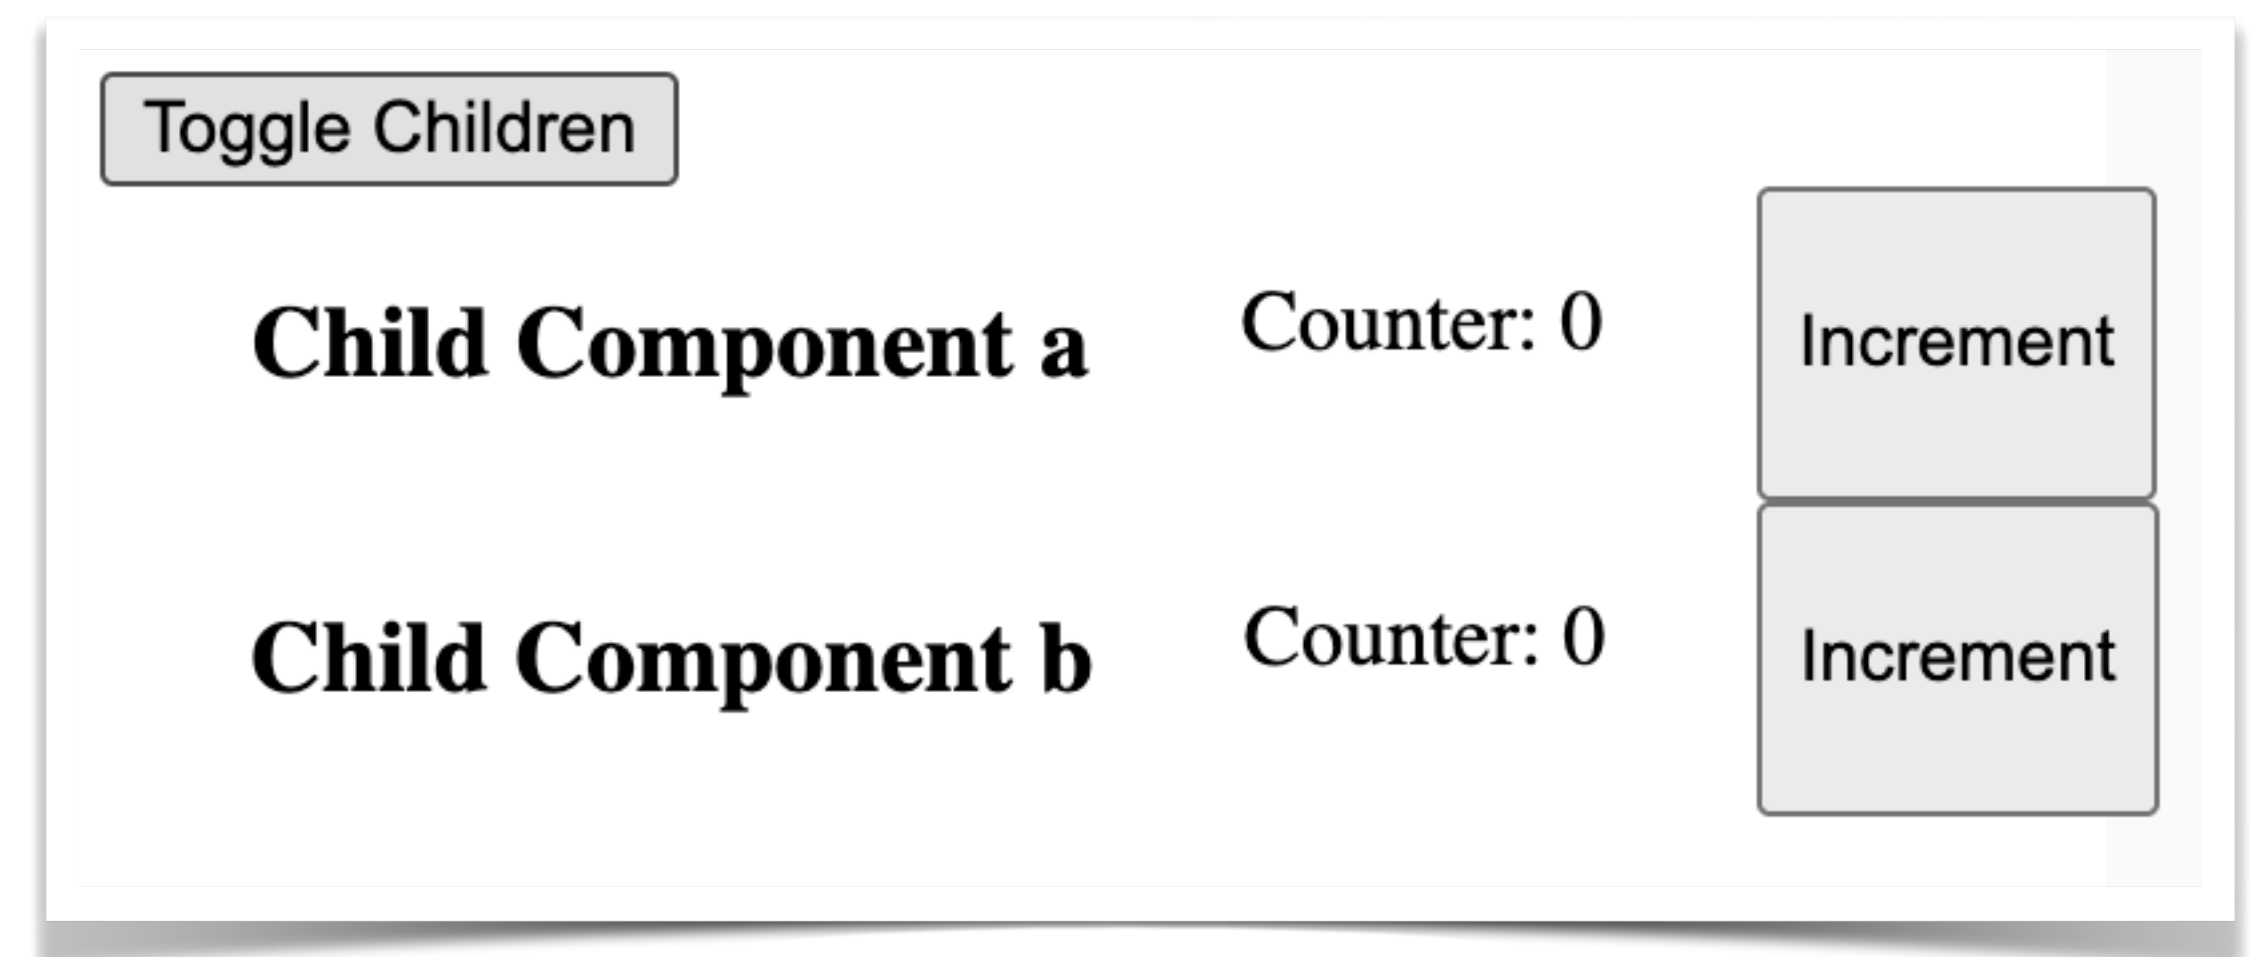 Toggle Children
Child Component a Counter: 0 Increment
Child Component b Counter: 0 Increment